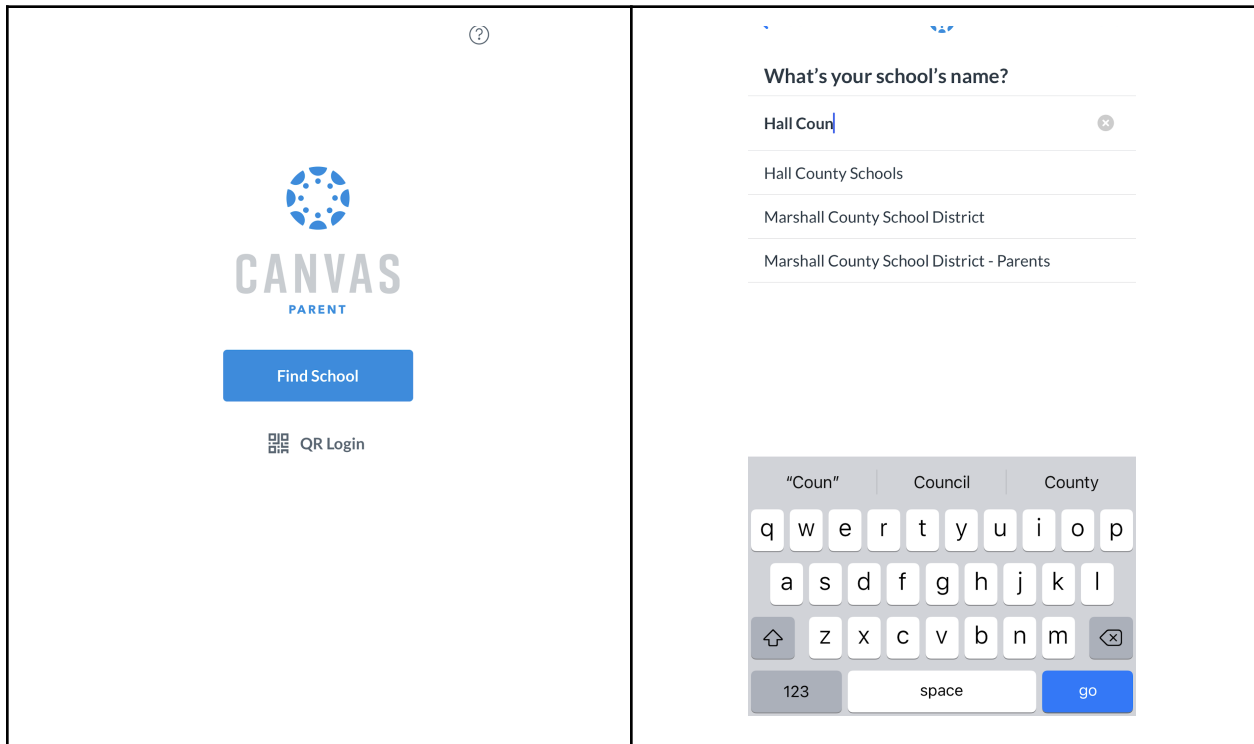 ?
CANVAS
PARENT
Find School
QR Login
What's your school's name?
Hall Coun
Hall County Schools
Marshall County School District
Marshall County School District - Parents
“Coun” Council County
q w e r t y u i o p
a s d f g h j k l
z x c v b n m
123 space go